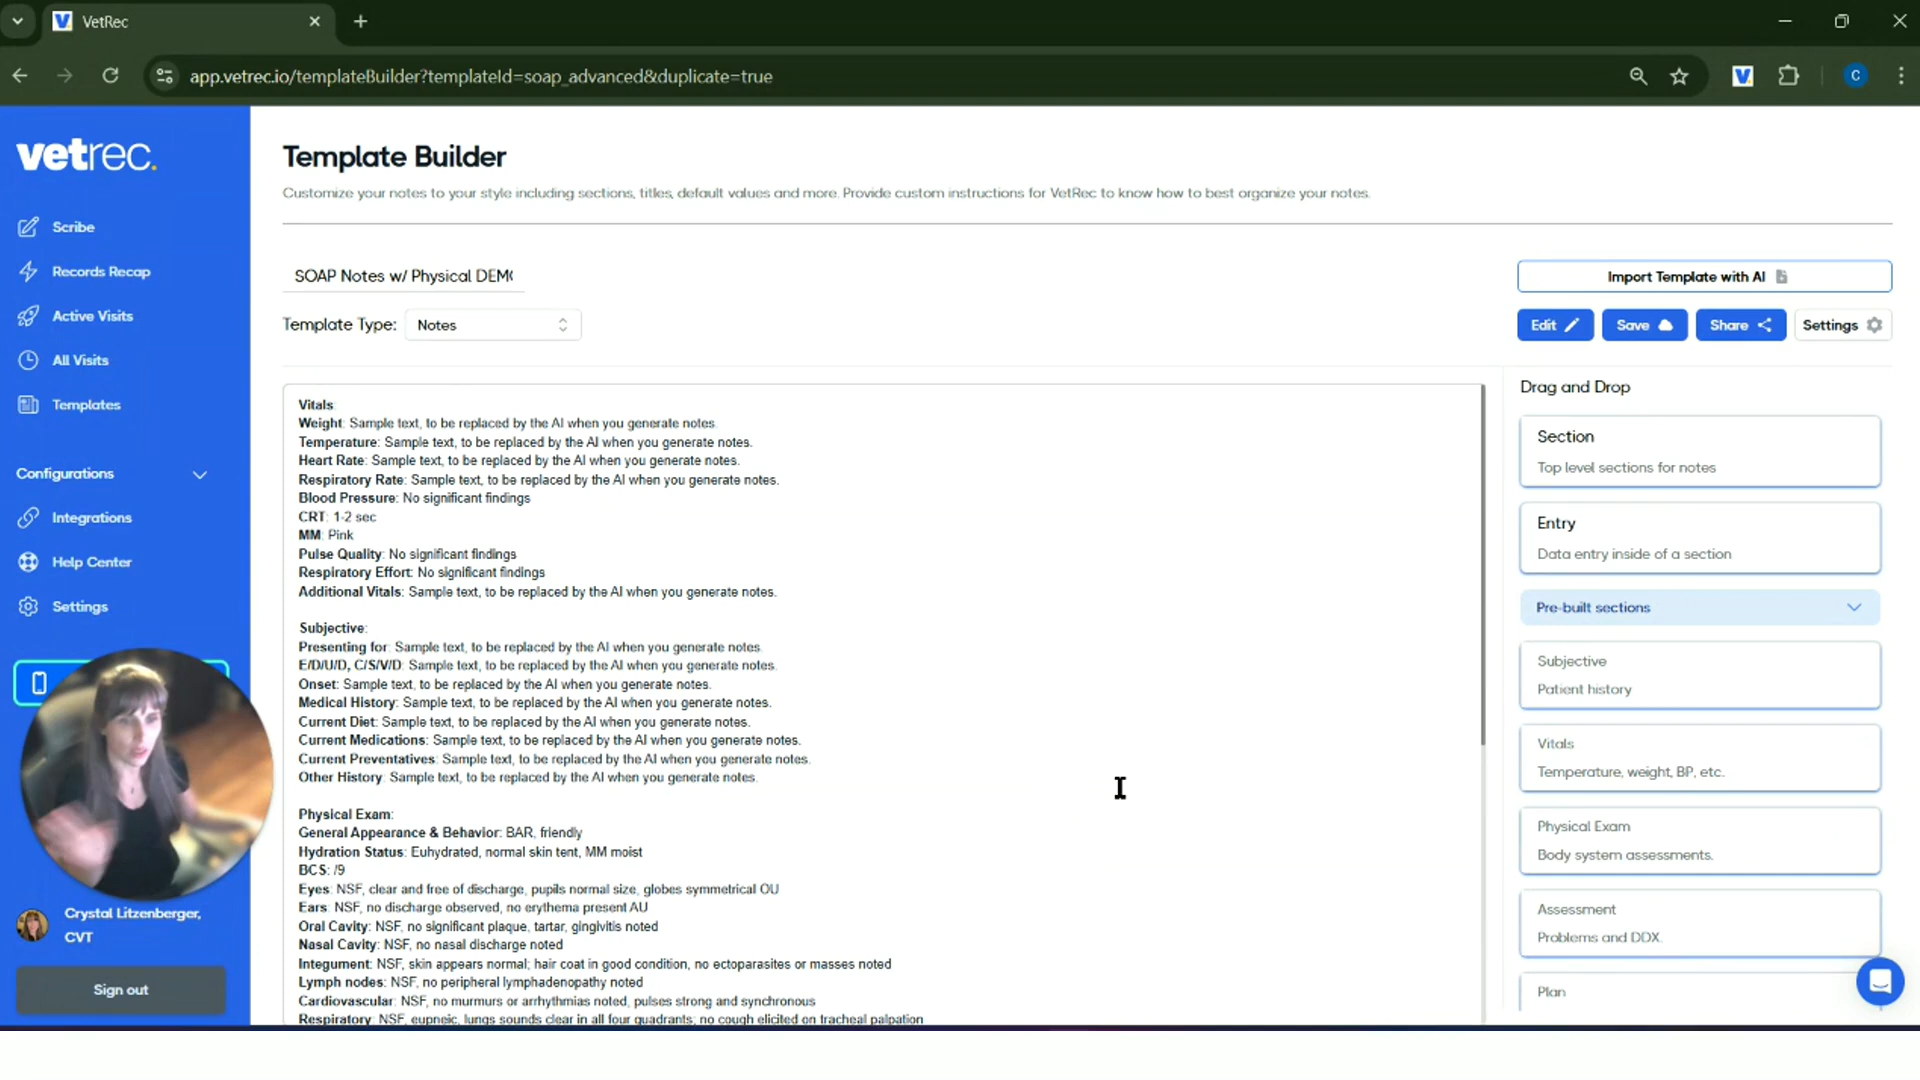 VetRec
app.vetrec.io/templateBuilder?templateId=soap_advanced&duplicate=true
C
vetrec.
Scribe
Records Recap
Active Visits
All Visits
Templates
Configurations
Integrations
Help Center
Settings
Crystal Litzenberger,
CVT
Sign out
Template Builder
Customize your notes to your style including sections, titles, default values and more. Provide custom instructions for VetRec to know how to best organize your notes.
SOAP Notes w/ Physical DEM
Import Template with AI
Template Type: Notes
Edit
Save
Share
Settings
Vitals
Weight: Sample text, to be replaced by the AI when you generate notes.
Temperature: Sample text, to be replaced by the AI when you generate notes.
Heart Rate: Sample text, to be replaced by the AI when you generate notes.
Respiratory Rate: Sample text, to be replaced by the AI when you generate notes.
Blood Pressure: No significant findings
CRT: 1-2 sec
MM: Pink
Pulse Quality: No significant findings
Respiratory Effort: No significant findings
Additional Vitals: Sample text, to be replaced by the AI when you generate notes.
Subjective:
Presenting for: Sample text, to be replaced by the AI when you generate notes.
E/D/U/D, C/S/V/D: Sample text, to be replaced by the AI when you generate notes.
Onset: Sample text, to be replaced by the AI when you generate notes.
Medical History: Sample text, to be replaced by the AI when you generate notes.
Current Diet: Sample text, to be replaced by the AI when you generate notes.
Current Medications: Sample text, to be replaced by the AI when you generate notes.
Current Preventatives: Sample text, to be replaced by the AI when you generate notes.
Other History: Sample text, to be replaced by the AI when you generate notes.
Physical Exam:
General Appearance & Behavior: BAR, friendly
Hydration Status: Euhydrated, normal skin tent, MM moist
BCS: /9
Eyes: NSF, clear and free of discharge, pupils normal size, globes symmetrical OU
Ears: NSF, no discharge observed, no erythema present AU
Oral Cavity: NSF, no significant plaque, tartar, gingivitis noted
Nasal Cavity: NSF, no nasal discharge noted
Integument: NSF, skin appears normal; hair coat in good condition, no ectoparasites or masses noted
Lymph nodes: NSF, no peripheral lymphadenopathy noted
Cardiovascular: NSF, no murmurs or arrhythmias noted, pulses strong and synchronous
Respiratory: NSF, eupneic, lungs sounds clear in all four quadrants; no cough elicited on tracheal palpation
Drag and Drop
Section
Top level sections for notes
Entry
Data entry inside of a section
Pre-built sections
Subjective
Patient history
Vitals
Temperature, weight, BP, etc.
Physical Exam
Body system assessments.
Assessment
Problems and DDX.
Plan